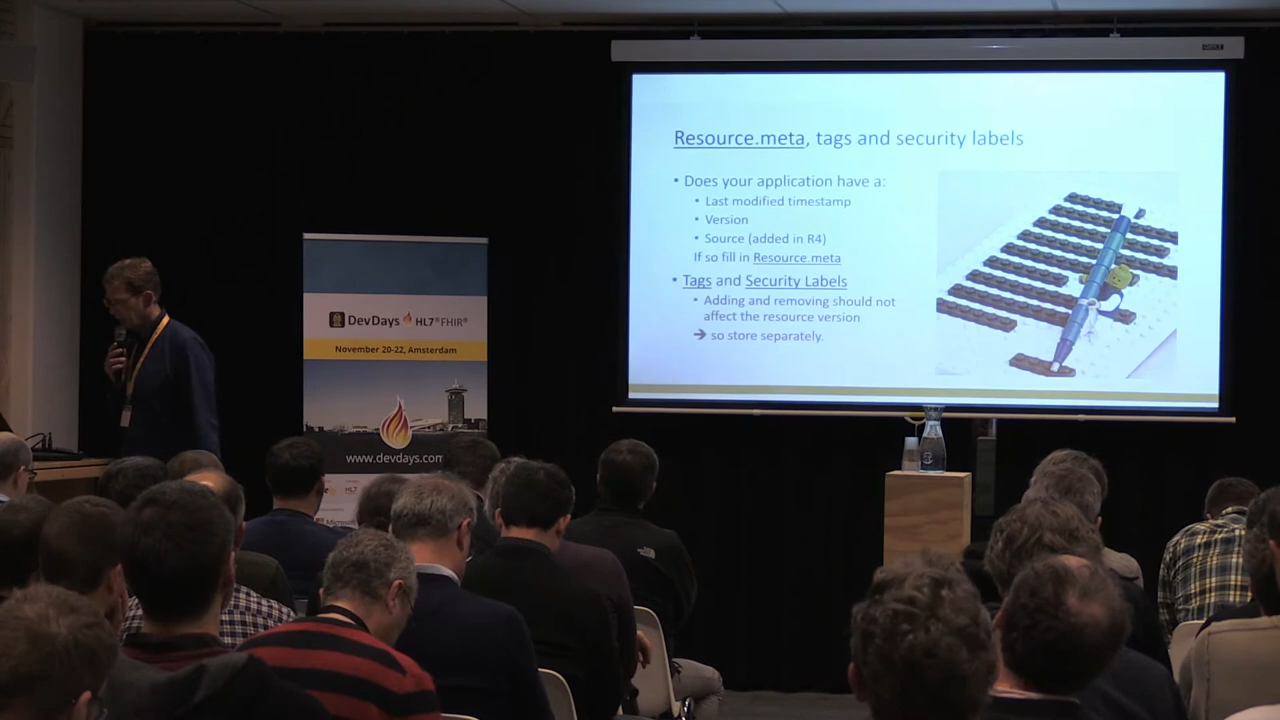 Resource.meta, tags and security labels
• Does your application have a:
• Last modified timestamp
• Version
• Source (added in R4)
If so fill in Resource.meta
• Tags and Security Labels
• Adding and removing should not
affect the resource version
➔ so store separately.
DevDays HL7® FHIR®
November 20-22, Amsterdam
www.devdays.com
HL7
Microsoft